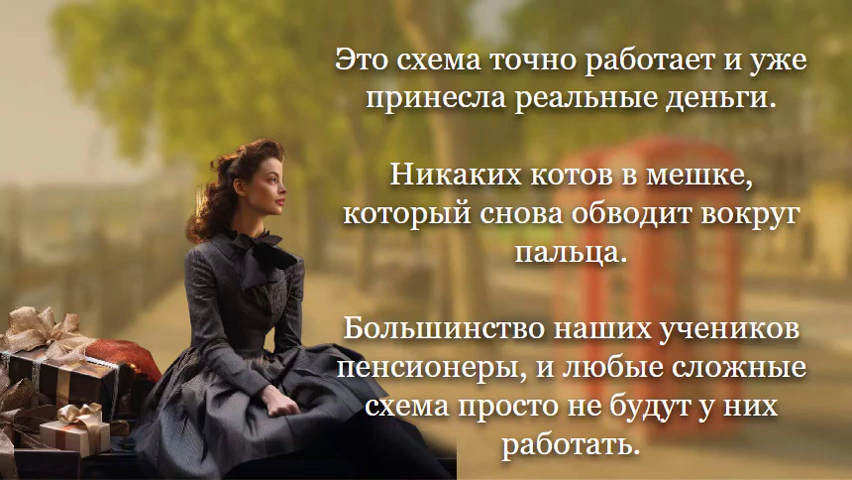 Это схема точно работает и уже
принесла реальные деньги.
Никаких котов в мешке,
который снова обводит вокруг
пальца.
Большинство наших учеников
пенсионеры, и любые сложные
схема просто не будут у них
работать.